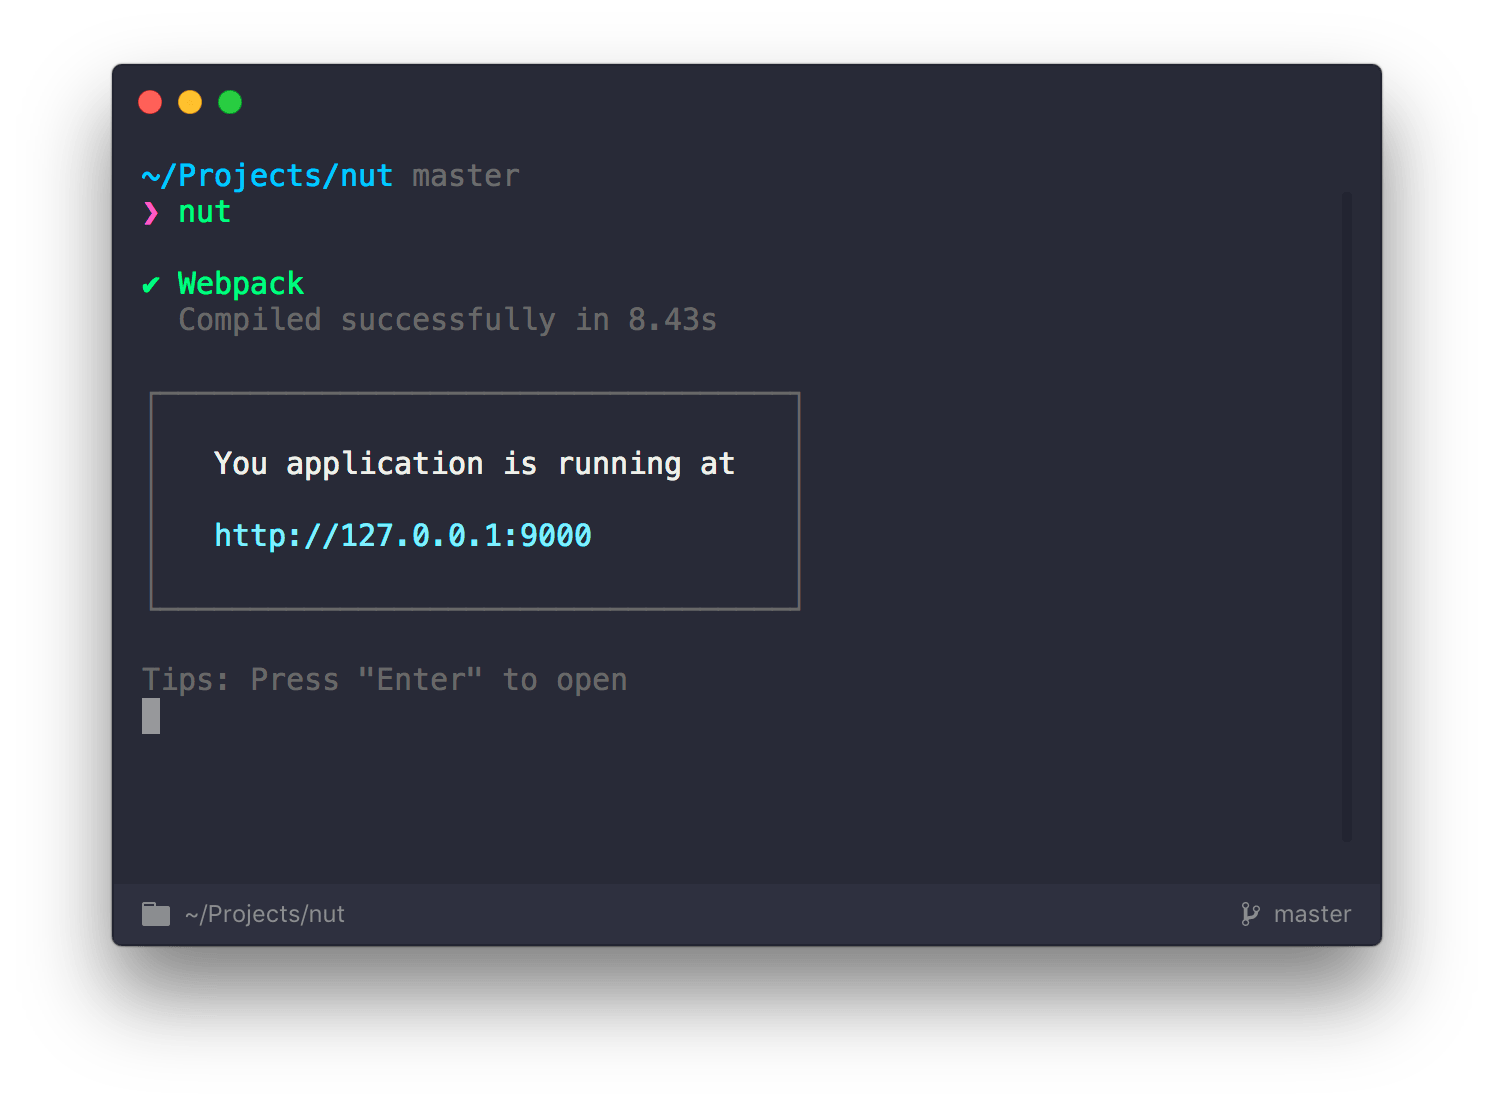 ~/Projects/nut master
❯ nut
✔ Webpack
Compiled successfully in 8.43s
You application is running at
http://127.0.0.1:9000
Tips: Press "Enter" to open
~/Projects/nut
master